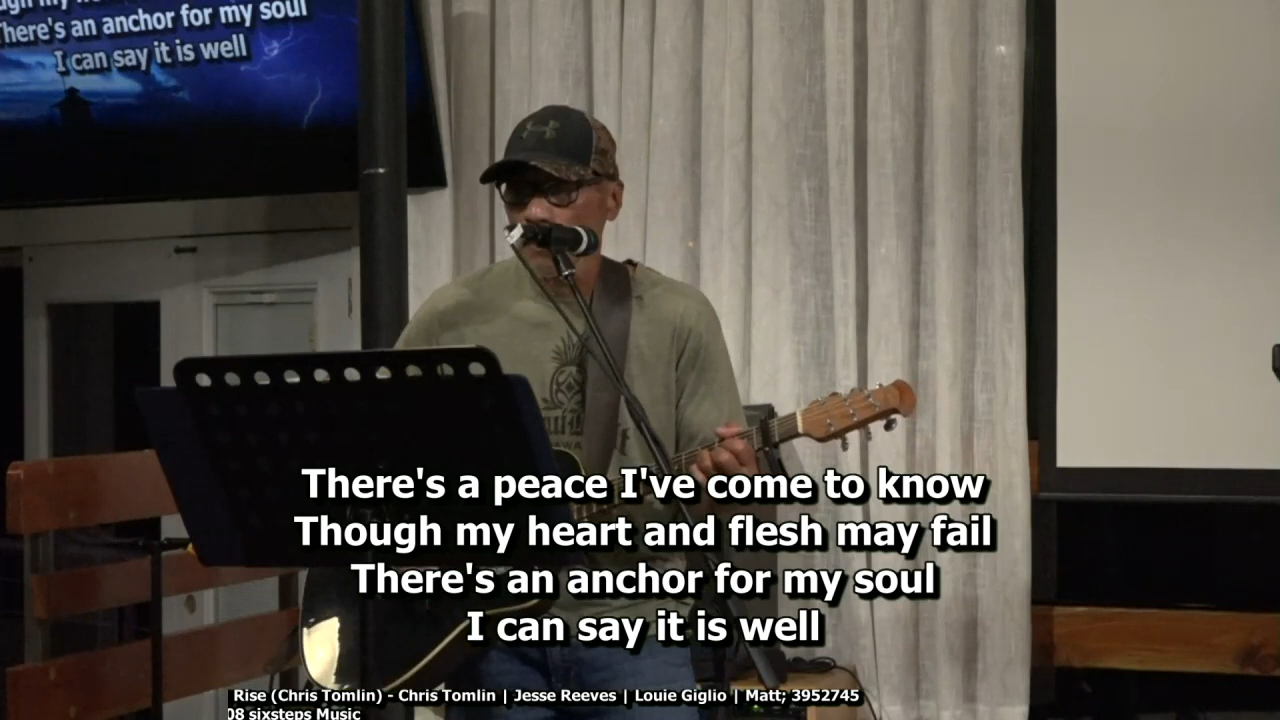 There's an anchor for my soul
I can say it is well
There's a peace I've come to know
Though my heart and flesh may fail
There's an anchor for my soul
I can say it is well
Rise (Chris Tomlin) - Chris Tomlin | Jesse Reeves | Louie Giglio | Matt; 3952745
08 sixsteps Music